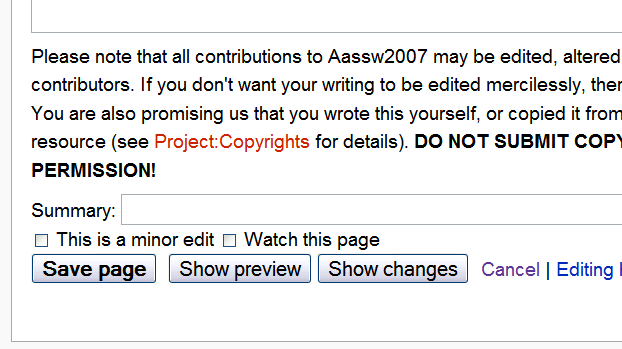 Please note that all contributions to Aassw2007 may be edited, altered
contributors. If you don't want your writing to be edited mercilessly, then
You are also promising us that you wrote this yourself, or copied it from
resource (see Project:Copyrights for details). DO NOT SUBMIT COPY
PERMISSION!
Summary:
This is a minor edit Watch this page
Save page Show preview Show changes Cancel | Editing